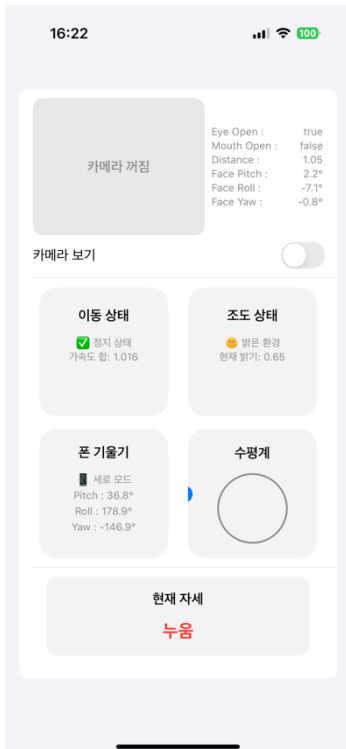 16:22
100
카메라 꺼짐
Eye Open : true
Mouth Open : false
Distance : 1.05
Face Pitch : 2.2°
Face Roll : -7.1°
Face Yaw : -0.8°
카메라 보기
이동 상태
✅ 정지 상태
가속도 합: 1.016
조도 상태
🌞 밝은 환경
현재 밝기: 0.65
폰 기울기
📱 세로 모드
Pitch : 36.8°
Roll : 178.9°
Yaw : -146.9°
수평계
현재 자세
누움